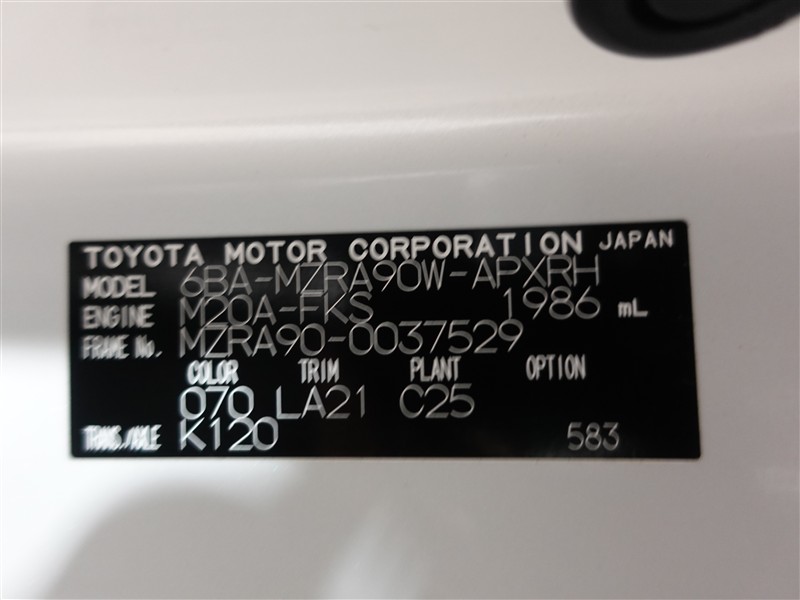 TOYOTA MOTOR CORPORATION JAPAN
MODEL 6BA-MZRA90W-APXRH
ENGINE M20A-FKS 1986 mL
FRAME No. MZRA90-0037529
COLOR TRIM PLANT OPTION
070 LA21 C25
TRANS./AXLE K120 583